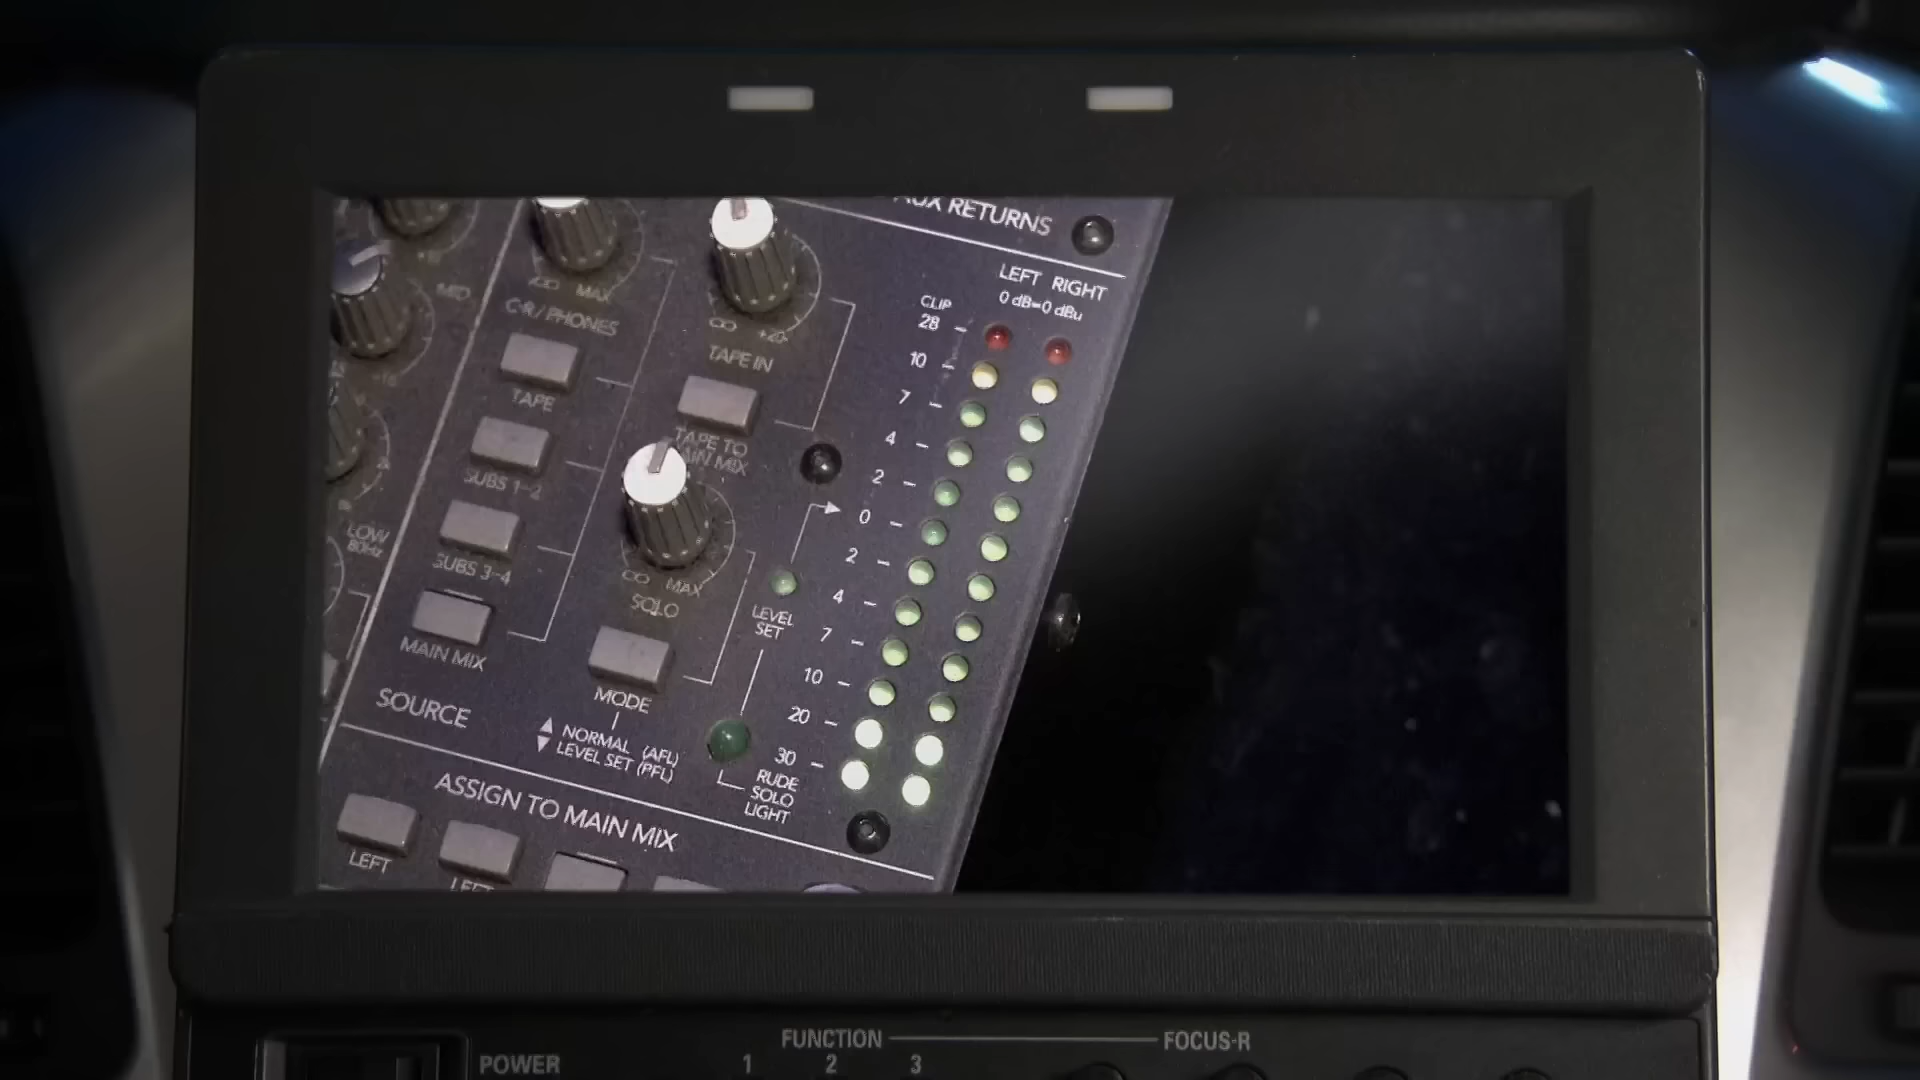 AUX RETURNS
LEFT RIGHT
0 dB=0 dBu
CLIP
28
10
7
4
2
0
2
4
7
10
20
30
MAX
C-R / PHONES
TAPE
SUBS 1-2
SUBS 3-4
MAIN MIX
SOURCE
MID
LOW
80Hz
+20
TAPE IN
TAPE TO
MAIN MIX
MAX
SOLO
MODE
NORMAL (AFL)
LEVEL SET (PFL)
LEVEL
SET
RUDE
SOLO
LIGHT
ASSIGN TO MAIN MIX
LEFT
LEFT
FUNCTION
FOCUS-R
POWER
1 2 3